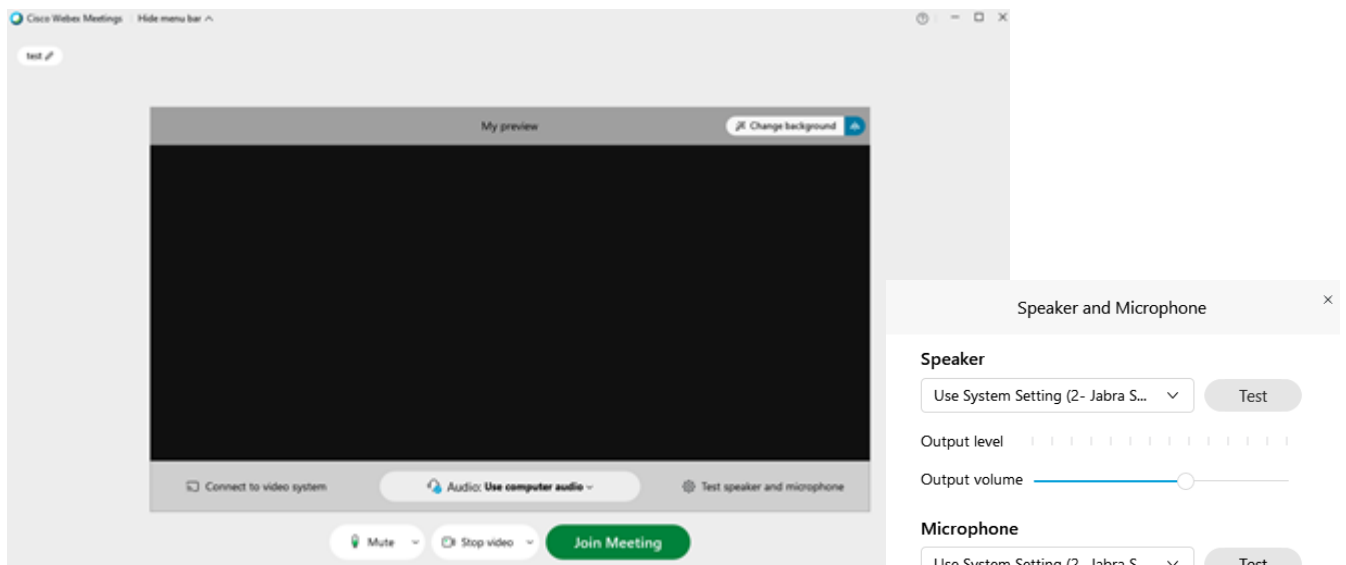 Cisco Webex Meetings Hide menu bar
test
My preview
Change background
Connect to video system
Audio: Use computer audio
Test speaker and microphone
Mute
Stop video
Join Meeting
Speaker and Microphone
Speaker
Use System Setting (2- Jabra S...
Test
Output level
Output volume
Microphone
Use System Setting (2- Jabra S...
Test